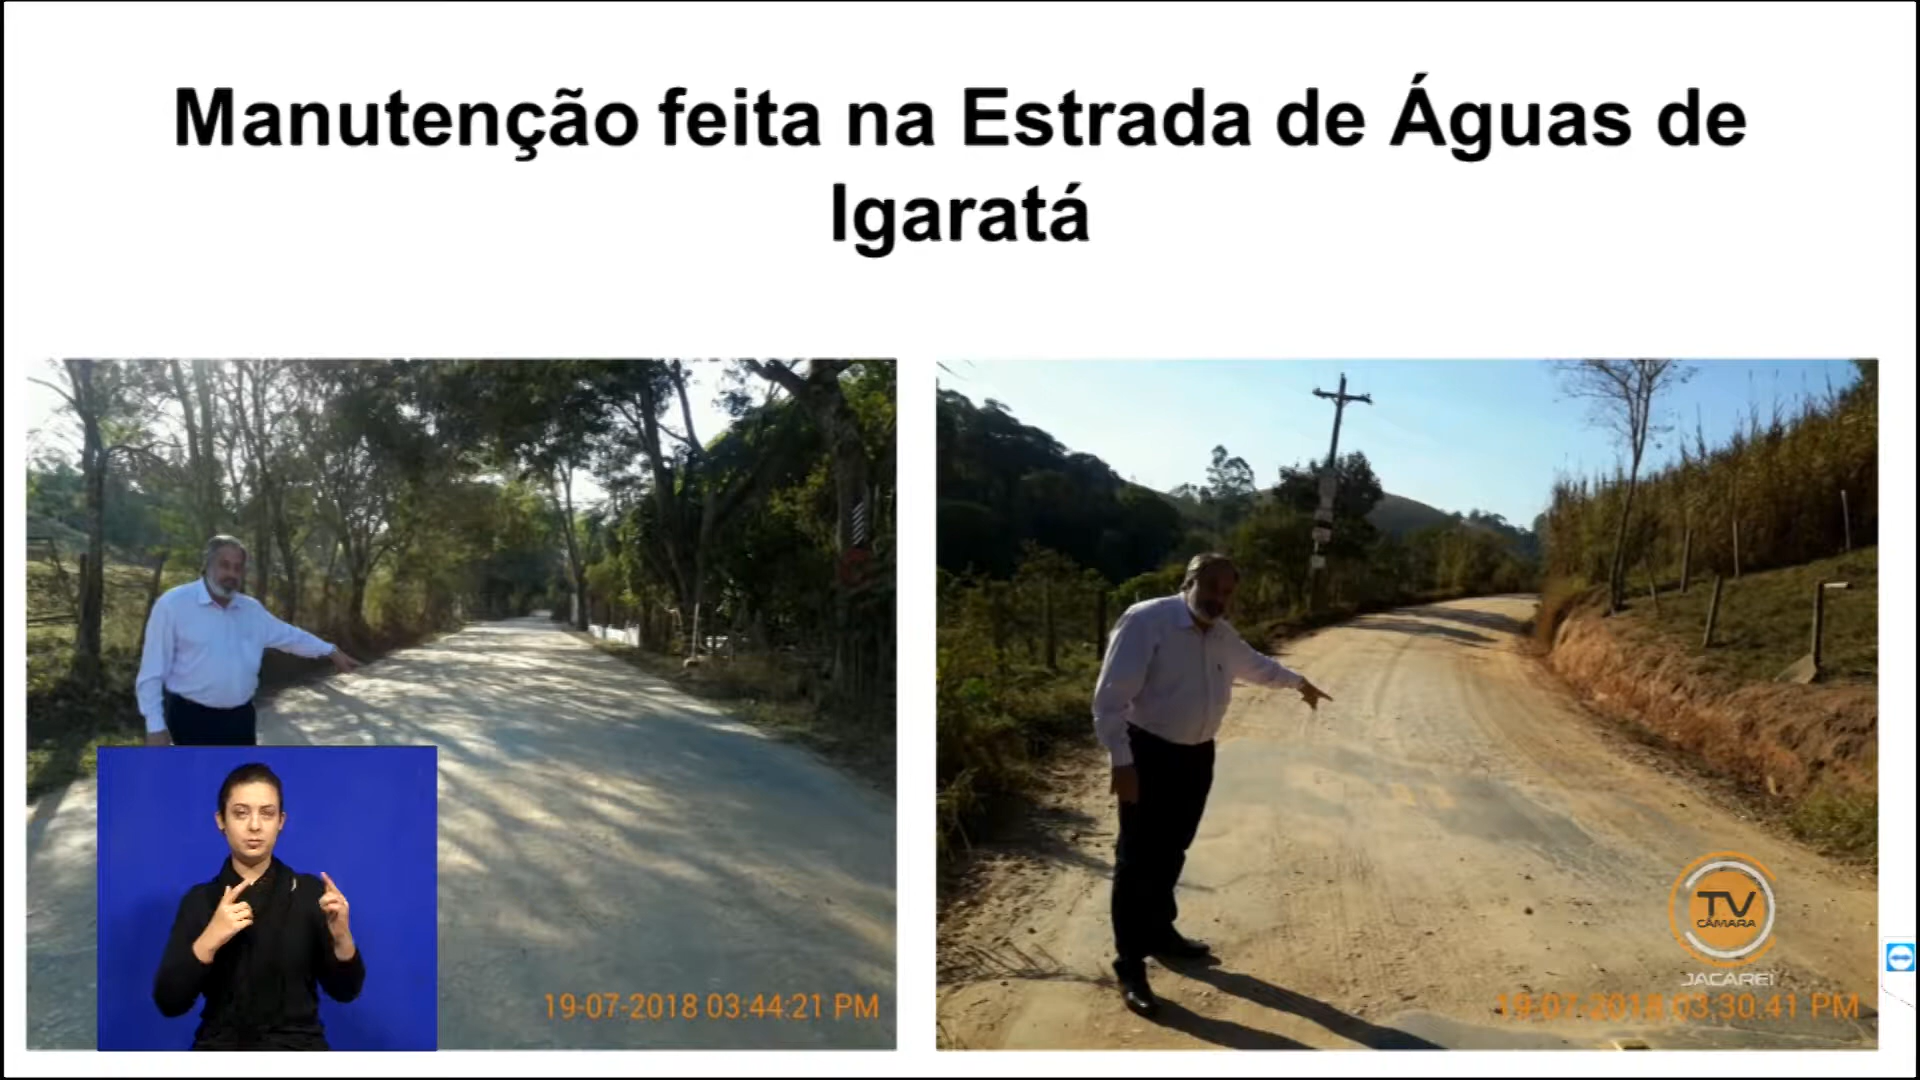 Manutenção feita na Estrada de Águas de
Igaratá
19-07-2018 03:44:21 PM
TV
CÂMARA
JACAREÍ
19-07-2018 03:30:41 PM